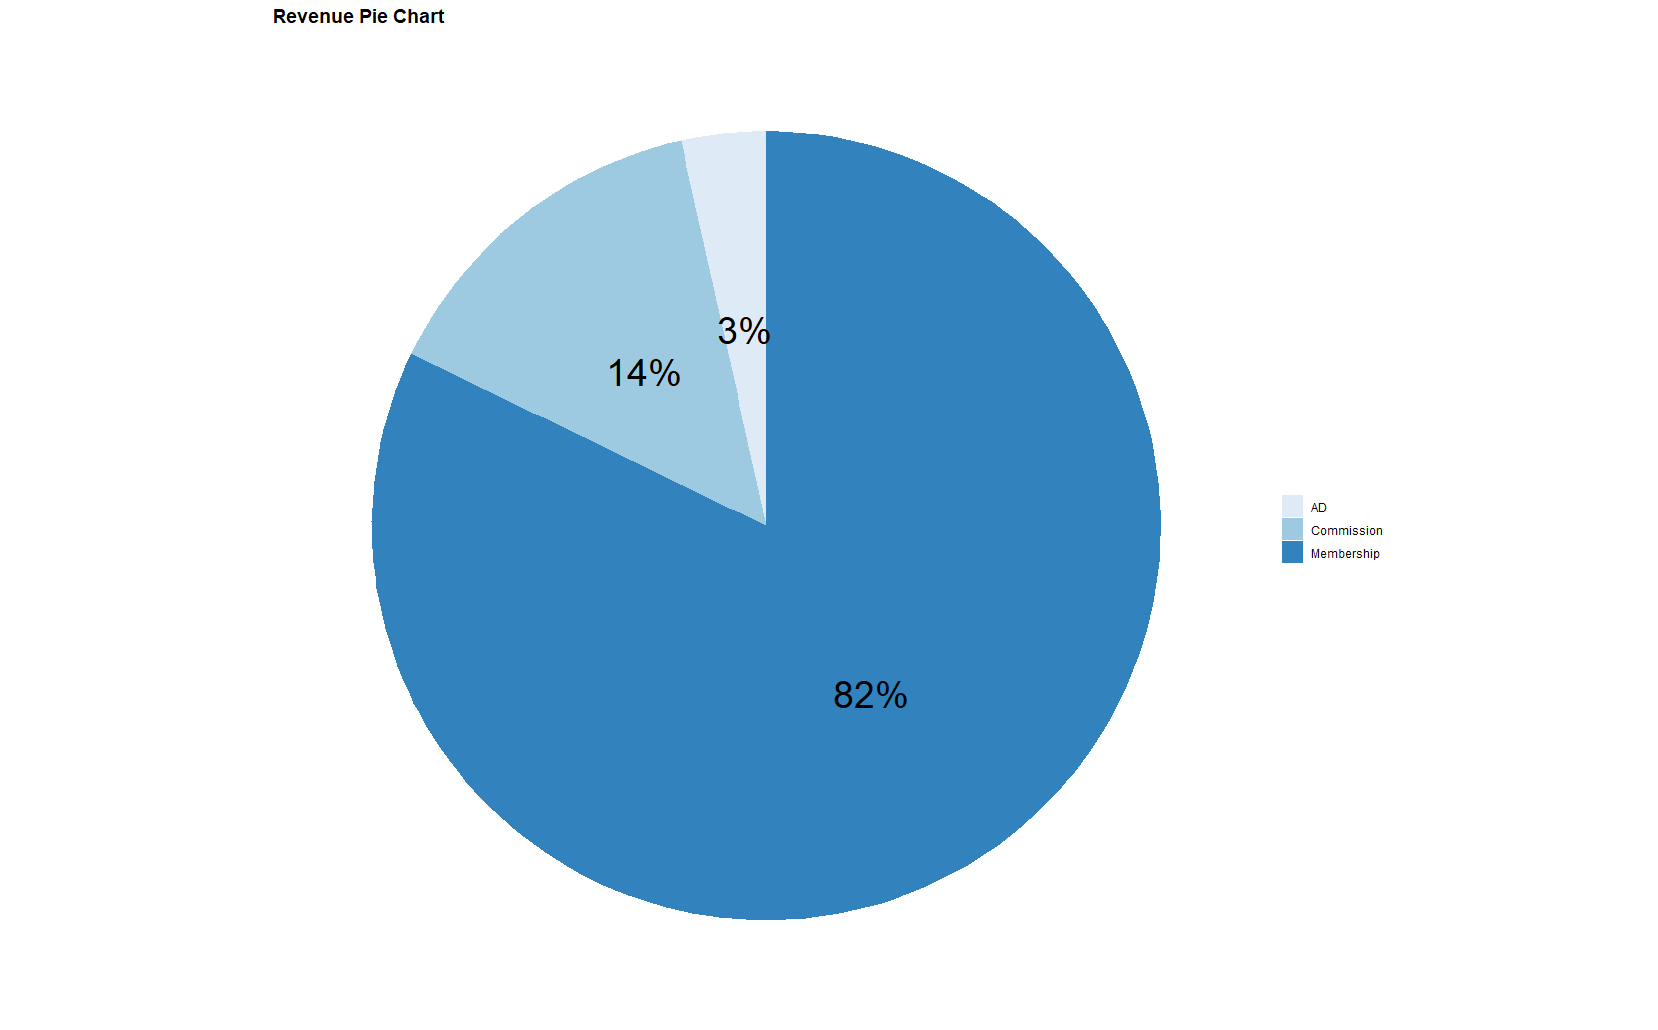 Revenue Pie Chart
3%
14%
82%
AD
Commission
Membership